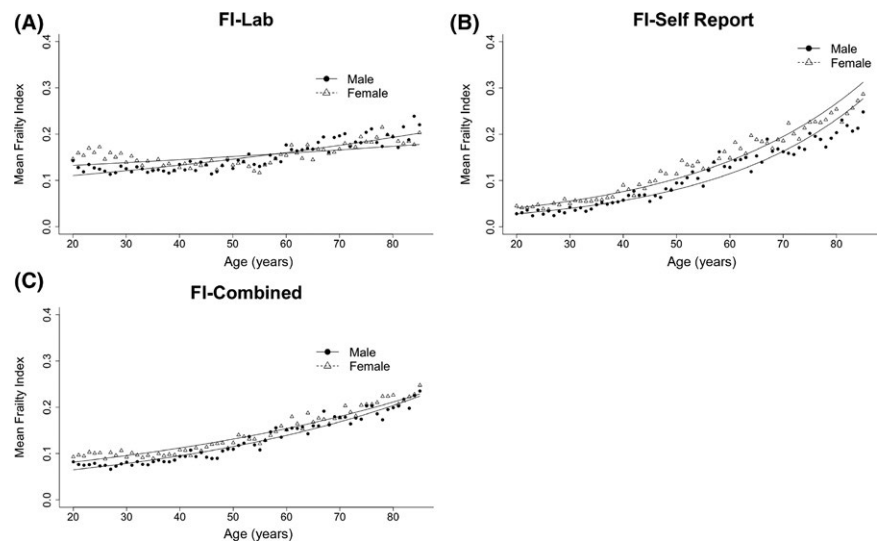 (A)
FI-Lab
Mean Frailty Index
0.4
0.3
0.2
0.1
0.0
Male
Female
20 30 40 50 60 70 80
Age (years)
(B)
FI-Self Report
Mean Frailty Index
0.4
0.3
0.2
0.1
0.0
Male
Female
20 30 40 50 60 70 80
Age (years)
(C)
FI-Combined
Mean Frailty Index
0.4
0.3
0.2
0.1
0.0
Male
Female
20 30 40 50 60 70 80
Age (years)